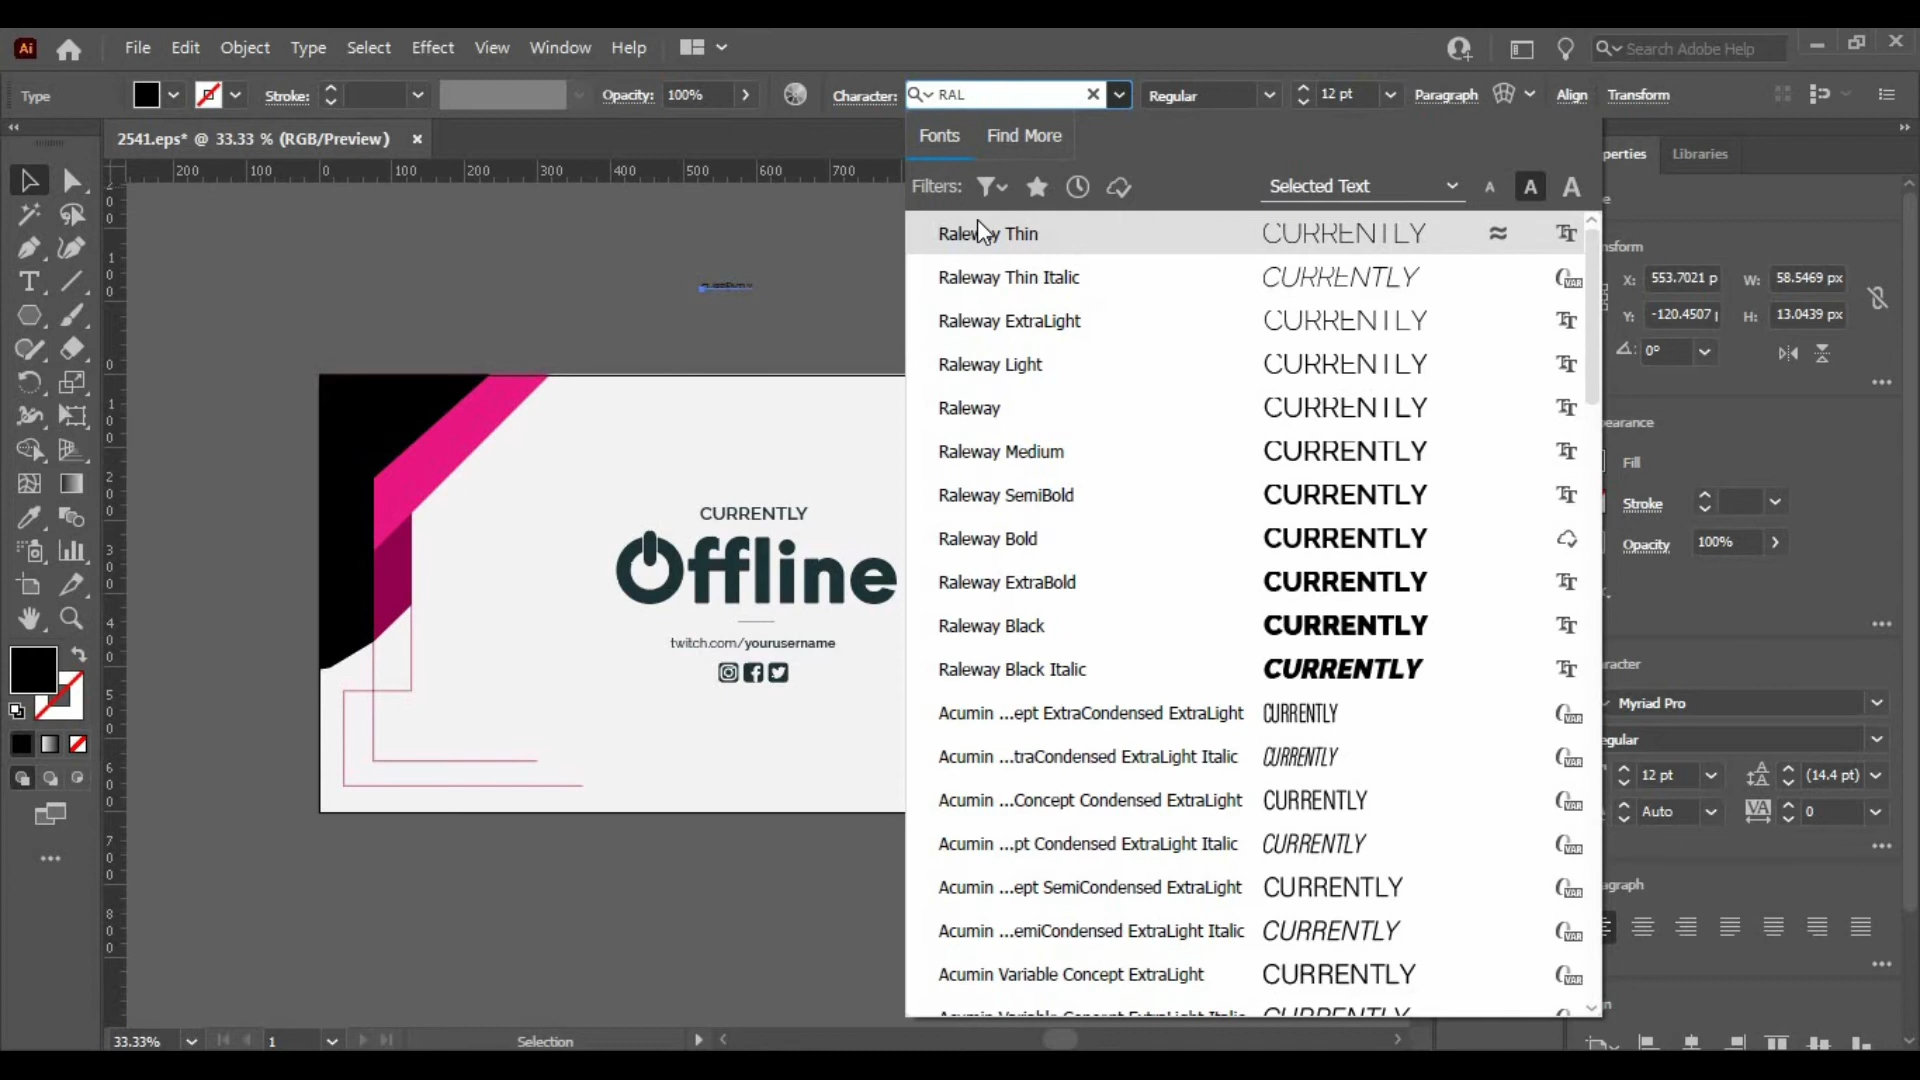 Ai File Edit Object Type Select Effect View Window Help Search Adobe Help
Type Stroke: Opacity: 100% Character: RAL Regular 12 pt Paragraph Align Transform
2541.eps* @ 33.33 % (RGB/Preview)
Fonts Find More
perties Libraries
200 100 0 100 200 300 400 500 600 700 800
Filters: Selected Text A A A
Raleway Thin CURRENTLY
Raleway Thin Italic CURRENTLY
Raleway ExtraLight CURRENTLY
Raleway Light CURRENTLY
Raleway CURRENTLY
Raleway Medium CURRENTLY
Raleway SemiBold CURRENTLY
Raleway Bold CURRENTLY
Raleway ExtraBold CURRENTLY
Raleway Black CURRENTLY
Raleway Black Italic CURRENTLY
Acumin ...ept ExtraCondensed ExtraLight CURRENTLY
Acumin ...traCondensed ExtraLight Italic CURRENTLY
Acumin ...Concept Condensed ExtraLight CURRENTLY
Acumin ...pt Condensed ExtraLight Italic CURRENTLY
Acumin ...ept SemiCondensed ExtraLight CURRENTLY
Acumin ...emiCondensed ExtraLight Italic CURRENTLY
Acumin Variable Concept ExtraLight CURRENTLY
CURRENTLY
Offline
twitch.com/yourusername
nsform
X: 553.7021 p W: 58.5469 px
Y: -120.4507 H: 13.0439 px
0°
pearance
Fill
Stroke
Opacity 100%
aracter
Myriad Pro
egular
12 pt (14.4 pt)
Auto 0
agraph
33.33% 1 Selection